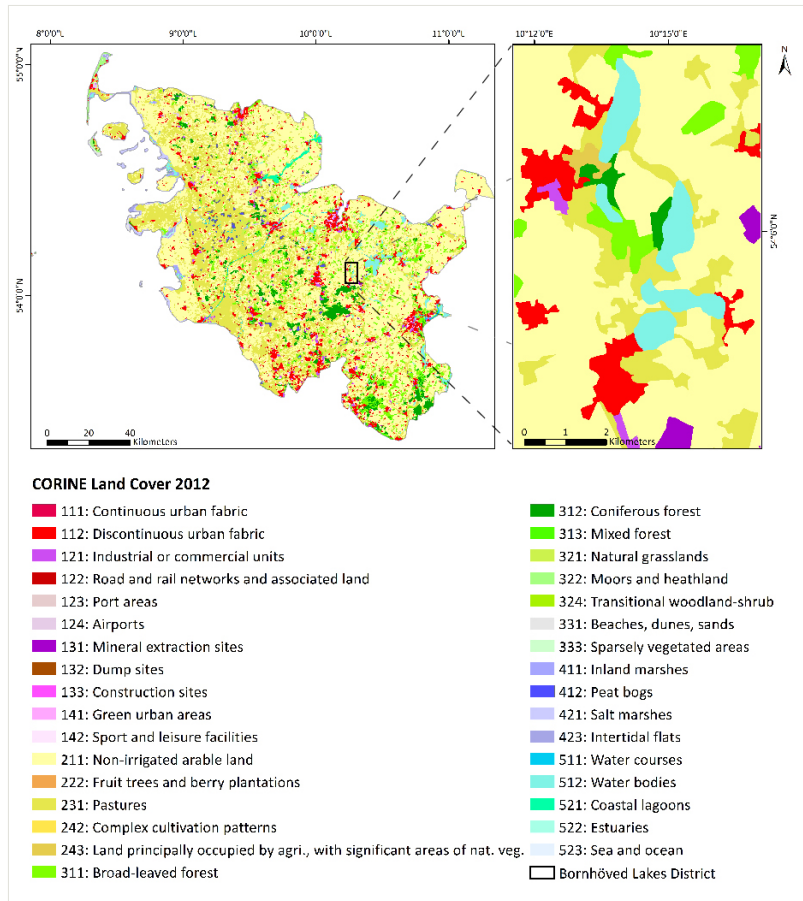 8°0'0"E 9°0'0"E 10°0'0"E 11°0'0"E 10°12'0"E 10°15'0"E
N
55°0'0"N
54°6'0"N
54°0'0"N
0 20 40
Kilometers
0 1 2
Kilometers
CORINE Land Cover 2012
111: Continuous urban fabric
112: Discontinuous urban fabric
121: Industrial or commercial units
122: Road and rail networks and associated land
123: Port areas
124: Airports
131: Mineral extraction sites
132: Dump sites
133: Construction sites
141: Green urban areas
142: Sport and leisure facilities
211: Non-irrigated arable land
222: Fruit trees and berry plantations
231: Pastures
242: Complex cultivation patterns
243: Land principally occupied by agri., with significant areas of nat. veg.
311: Broad-leaved forest
312: Coniferous forest
313: Mixed forest
321: Natural grasslands
322: Moors and heathland
324: Transitional woodland-shrub
331: Beaches, dunes, sands
333: Sparsely vegetated areas
411: Inland marshes
412: Peat bogs
421: Salt marshes
423: Intertidal flats
511: Water courses
512: Water bodies
521: Coastal lagoons
522: Estuaries
523: Sea and ocean
Bornhöved Lakes District